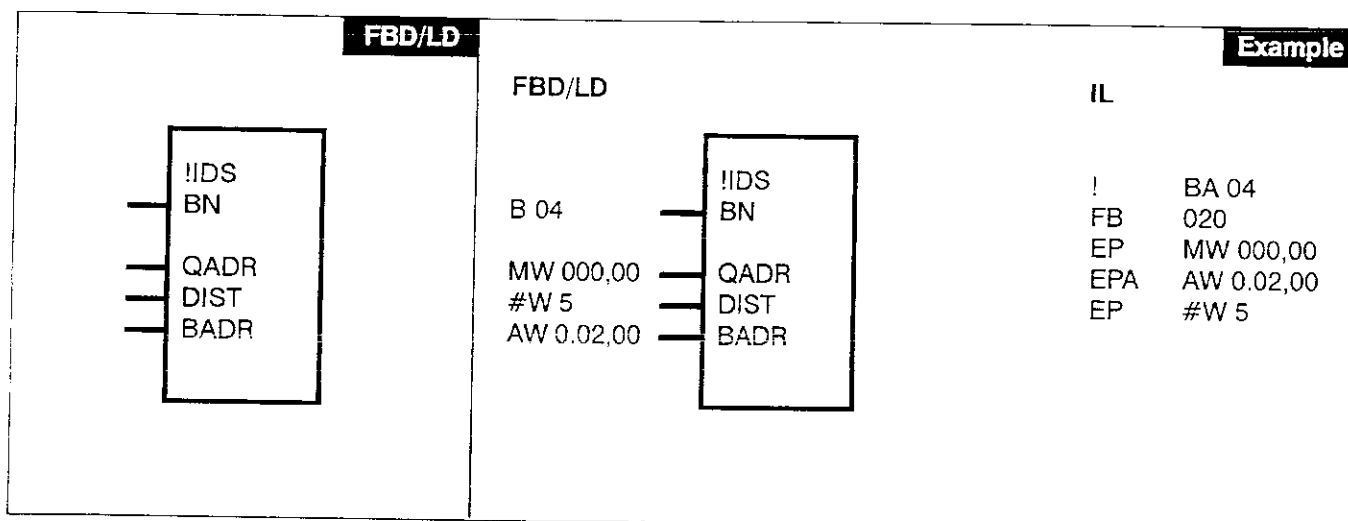 FBD/LD
!IDS
BN
QADR
DIST
BADR
Example
FBD/LD
B 04
MW 000,00
#W 5
AW 0.02,00
!IDS
BN
QADR
DIST
BADR
IL
! BA 04
FB 020
EP MW 000,00
EPA AW 0.02,00
EP #W 5